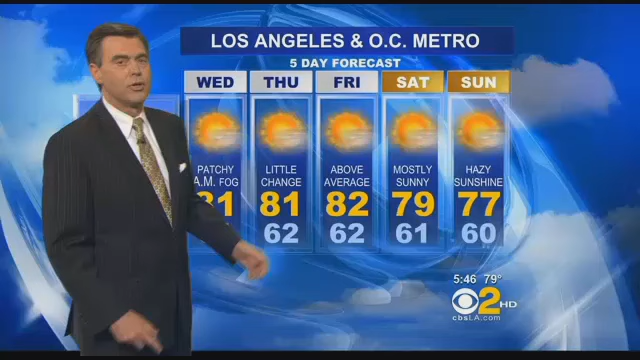 LOS ANGELES & O.C. METRO
5 DAY FORECAST
WED THU FRI SAT SUN
PATCHY LITTLE ABOVE MOSTLY HAZY
A.M. FOG CHANGE AVERAGE SUNNY SUNSHINE
81 81 82 79 77
62 62 61 60
5:46 79°
2 HD
cbsLA.com